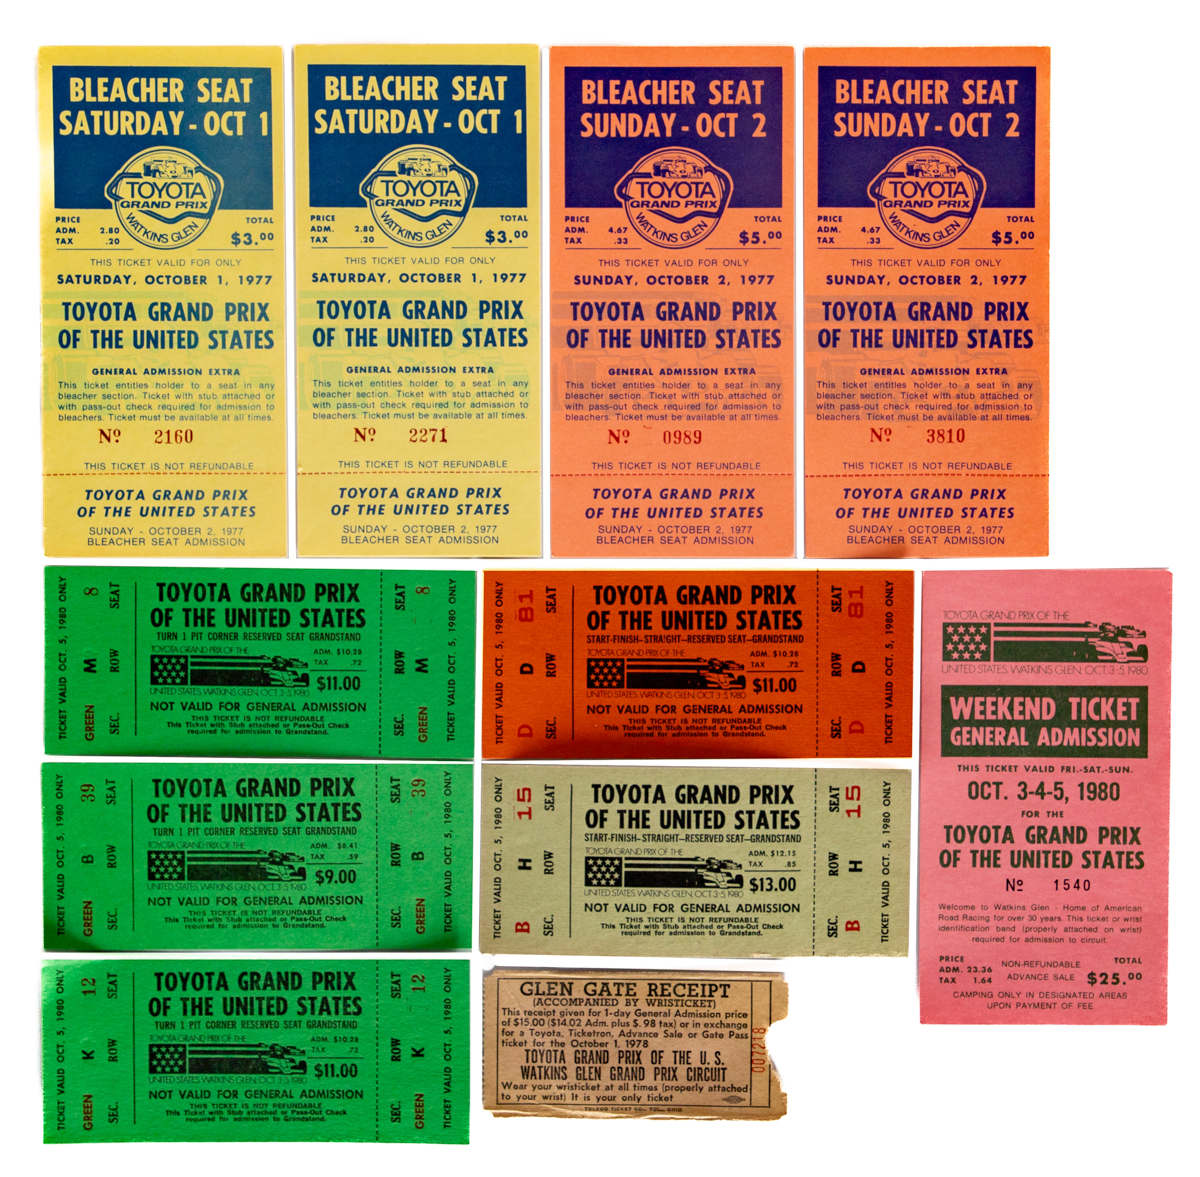 BLEACHER SEAT
SATURDAY - OCT 1
TOYOTA
GRAND PRIX
WATKINS GLEN
PRICE
ADM. 2.80
TAX .20
TOTAL
$3.00
THIS TICKET VALID FOR ONLY
SATURDAY, OCTOBER 1, 1977
TOYOTA GRAND PRIX
OF THE UNITED STATES
GENERAL ADMISSION EXTRA
This ticket entitles holder to a seat in any
bleacher section. Ticket with stub attached or
with pass-out check required for admission to
bleachers. Ticket must be available at all times.
Nº 2160
THIS TICKET IS NOT REFUNDABLE
TOYOTA GRAND PRIX
OF THE UNITED STATES
SUNDAY - OCTOBER 2, 1977
BLEACHER SEAT ADMISSION
BLEACHER SEAT
SATURDAY - OCT 1
TOYOTA
GRAND PRIX
WATKINS GLEN
PRICE
ADM. 2.80
TAX .20
TOTAL
$3.00
THIS TICKET VALID FOR ONLY
SATURDAY, OCTOBER 1, 1977
TOYOTA GRAND PRIX
OF THE UNITED STATES
GENERAL ADMISSION EXTRA
This ticket entitles holder to a seat in any
bleacher section. Ticket with stub attached or
with pass-out check required for admission to
bleachers. Ticket must be available at all times.
Nº 2271
THIS TICKET IS NOT REFUNDABLE
TOYOTA GRAND PRIX
OF THE UNITED STATES
SUNDAY - OCTOBER 2, 1977
BLEACHER SEAT ADMISSION
BLEACHER SEAT
SUNDAY - OCT 2
TOYOTA
GRAND PRIX
WATKINS GLEN
PRICE
ADM. 4.67
TAX .33
TOTAL
$5.00
THIS TICKET VALID FOR ONLY
SUNDAY, OCTOBER 2, 1977
TOYOTA GRAND PRIX
OF THE UNITED STATES
GENERAL ADMISSION EXTRA
This ticket entitles holder to a seat in any
bleacher section. Ticket with stub attached or
with pass-out check required for admission to
bleachers. Ticket must be available at all times.
Nº 0989
THIS TICKET IS NOT REFUNDABLE
TOYOTA GRAND PRIX
OF THE UNITED STATES
SUNDAY - OCTOBER 2, 1977
BLEACHER SEAT ADMISSION
BLEACHER SEAT
SUNDAY - OCT 2
TOYOTA
GRAND PRIX
WATKINS GLEN
PRICE
ADM. 4.67
TAX .33
TOTAL
$5.00
THIS TICKET VALID FOR ONLY
SUNDAY, OCTOBER 2, 1977
TOYOTA GRAND PRIX
OF THE UNITED STATES
GENERAL ADMISSION EXTRA
This ticket entitles holder to a seat in any
bleacher section. Ticket with stub attached or
with pass-out check required for admission to
bleachers. Ticket must be available at all times.
Nº 3810
THIS TICKET IS NOT REFUNDABLE
TOYOTA GRAND PRIX
OF THE UNITED STATES
SUNDAY - OCTOBER 2, 1977
BLEACHER SEAT ADMISSION
TICKET VALID OCT. 5, 1980 ONLY
GREEN M 8
SEC. ROW SEAT
TOYOTA GRAND PRIX
OF THE UNITED STATES
TURN 1 PIT CORNER RESERVED SEAT GRANDSTAND
TOYOTA GRAND PRIX OF THE
UNITED STATES. WATKINS GLEN, OCT. 3-5, 1980
ADM. $10.28
TAX .72
$11.00
NOT VALID FOR GENERAL ADMISSION
THIS TICKET IS NOT REFUNDABLE
This Ticket with Stub attached or Pass-Out Check
required for admission to Grandstand.
SEC. ROW SEAT
GREEN M 8
TICKET VALID OCT. 5, 1980 ONLY
TICKET VALID OCT. 5, 1980 ONLY
D D 81
SEC. ROW SEAT
TOYOTA GRAND PRIX
OF THE UNITED STATES
START-FINISH-STRAIGHT-RESERVED SEAT-GRANDSTAND
TOYOTA GRAND PRIX OF THE
UNITED STATES. WATKINS GLEN, OCT. 3-5, 1980
ADM. $10.28
TAX .72
$11.00
NOT VALID FOR GENERAL ADMISSION
THIS TICKET IS NOT REFUNDABLE
This Ticket with Stub attached or Pass-Out Check
required for admission to Grandstand.
SEC. ROW SEAT
D D 81
TICKET VALID OCT. 5, 1980 ONLY
TOYOTA GRAND PRIX OF THE
UNITED STATES. WATKINS GLEN, OCT. 3-5, 1980
WEEKEND TICKET
GENERAL ADMISSION
THIS TICKET VALID FRI.-SAT.-SUN.
OCT. 3-4-5, 1980
FOR THE
TOYOTA GRAND PRIX
OF THE UNITED STATES
Nº 1540
Welcome to Watkins Glen - Home of American
Road Racing for over 30 years. This ticket or wrist
identification band (properly attached on wrist)
required for admission to circuit.
PRICE
ADM. 23.36
TAX 1.64
NON-REFUNDABLE
ADVANCE SALE
TOTAL
$25.00
CAMPING ONLY IN DESIGNATED AREAS
UPON PAYMENT OF FEE
TICKET VALID OCT. 5, 1980 ONLY
GREEN B 39
SEC. ROW SEAT
TOYOTA GRAND PRIX
OF THE UNITED STATES
TURN 1 PIT CORNER RESERVED SEAT GRANDSTAND
TOYOTA GRAND PRIX OF THE
UNITED STATES. WATKINS GLEN, OCT. 3-5, 1980
ADM. $8.41
TAX .59
$9.00
NOT VALID FOR GENERAL ADMISSION
THIS TICKET IS NOT REFUNDABLE
This Ticket with Stub attached or Pass-Out Check
required for admission to Grandstand.
SEC. ROW SEAT
GREEN B 39
TICKET VALID OCT. 5, 1980 ONLY
TICKET VALID OCT. 5, 1980 ONLY
B H 15
SEC. ROW SEAT
TOYOTA GRAND PRIX
OF THE UNITED STATES
START-FINISH-STRAIGHT-RESERVED SEAT-GRANDSTAND
TOYOTA GRAND PRIX OF THE
UNITED STATES. WATKINS GLEN, OCT. 3-5, 1980
ADM. $12.15
TAX .85
$13.00
NOT VALID FOR GENERAL ADMISSION
THIS TICKET IS NOT REFUNDABLE
This Ticket with Stub attached or Pass-Out Check
required for admission to Grandstand.
SEC. ROW SEAT
B H 15
TICKET VALID OCT. 5, 1980 ONLY
TICKET VALID OCT. 5, 1980 ONLY
GREEN K 12
SEC. ROW SEAT
TOYOTA GRAND PRIX
OF THE UNITED STATES
TURN 1 PIT CORNER RESERVED SEAT GRANDSTAND
TOYOTA GRAND PRIX OF THE
UNITED STATES. WATKINS GLEN, OCT. 3-5, 1980
ADM. $10.28
TAX .72
$11.00
NOT VALID FOR GENERAL ADMISSION
THIS TICKET IS NOT REFUNDABLE
This Ticket with Stub attached or Pass-Out Check
required for admission to Grandstand.
SEC. ROW SEAT
GREEN K 12
TICKET VALID OCT. 5, 1980 ONLY
GLEN GATE RECEIPT
(ACCOMPANIED BY WRISTICKET)
This receipt given for 1-day General Admission price
of $15.00 ($14.02 Adm. plus $.98 tax) or in exchange
for a Toyota, Ticketron, Advance Sale or Gate Pass
ticket for the October 1, 1978
TOYOTA GRAND PRIX OF THE U. S.
WATKINS GLEN GRAND PRIX CIRCUIT
Wear your wristicket at all times (properly attached
to your wrist) It is your only ticket
TOLEDO TICKET CO., TOL., OHIO